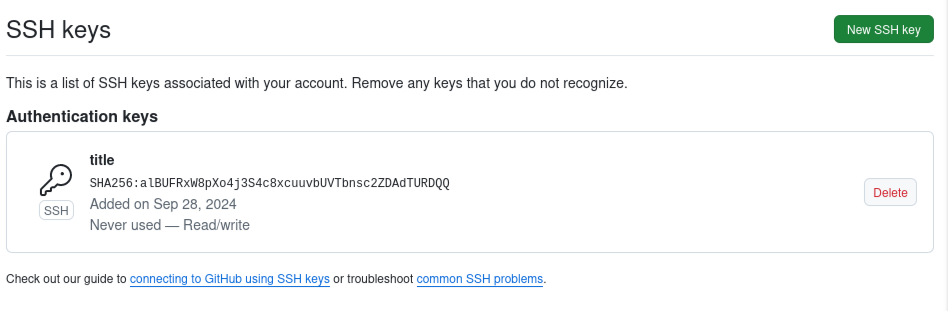 SSH keys
New SSH key
This is a list of SSH keys associated with your account. Remove any keys that you do not recognize.
Authentication keys
title
SHA256:alBUFRxW8pXo4j3S4c8xcuuvbUVTbnsc2ZDAdTURDQQ
Added on Sep 28, 2024
Never used — Read/write
SSH
Delete
Check out our guide to connecting to GitHub using SSH keys or troubleshoot common SSH problems.